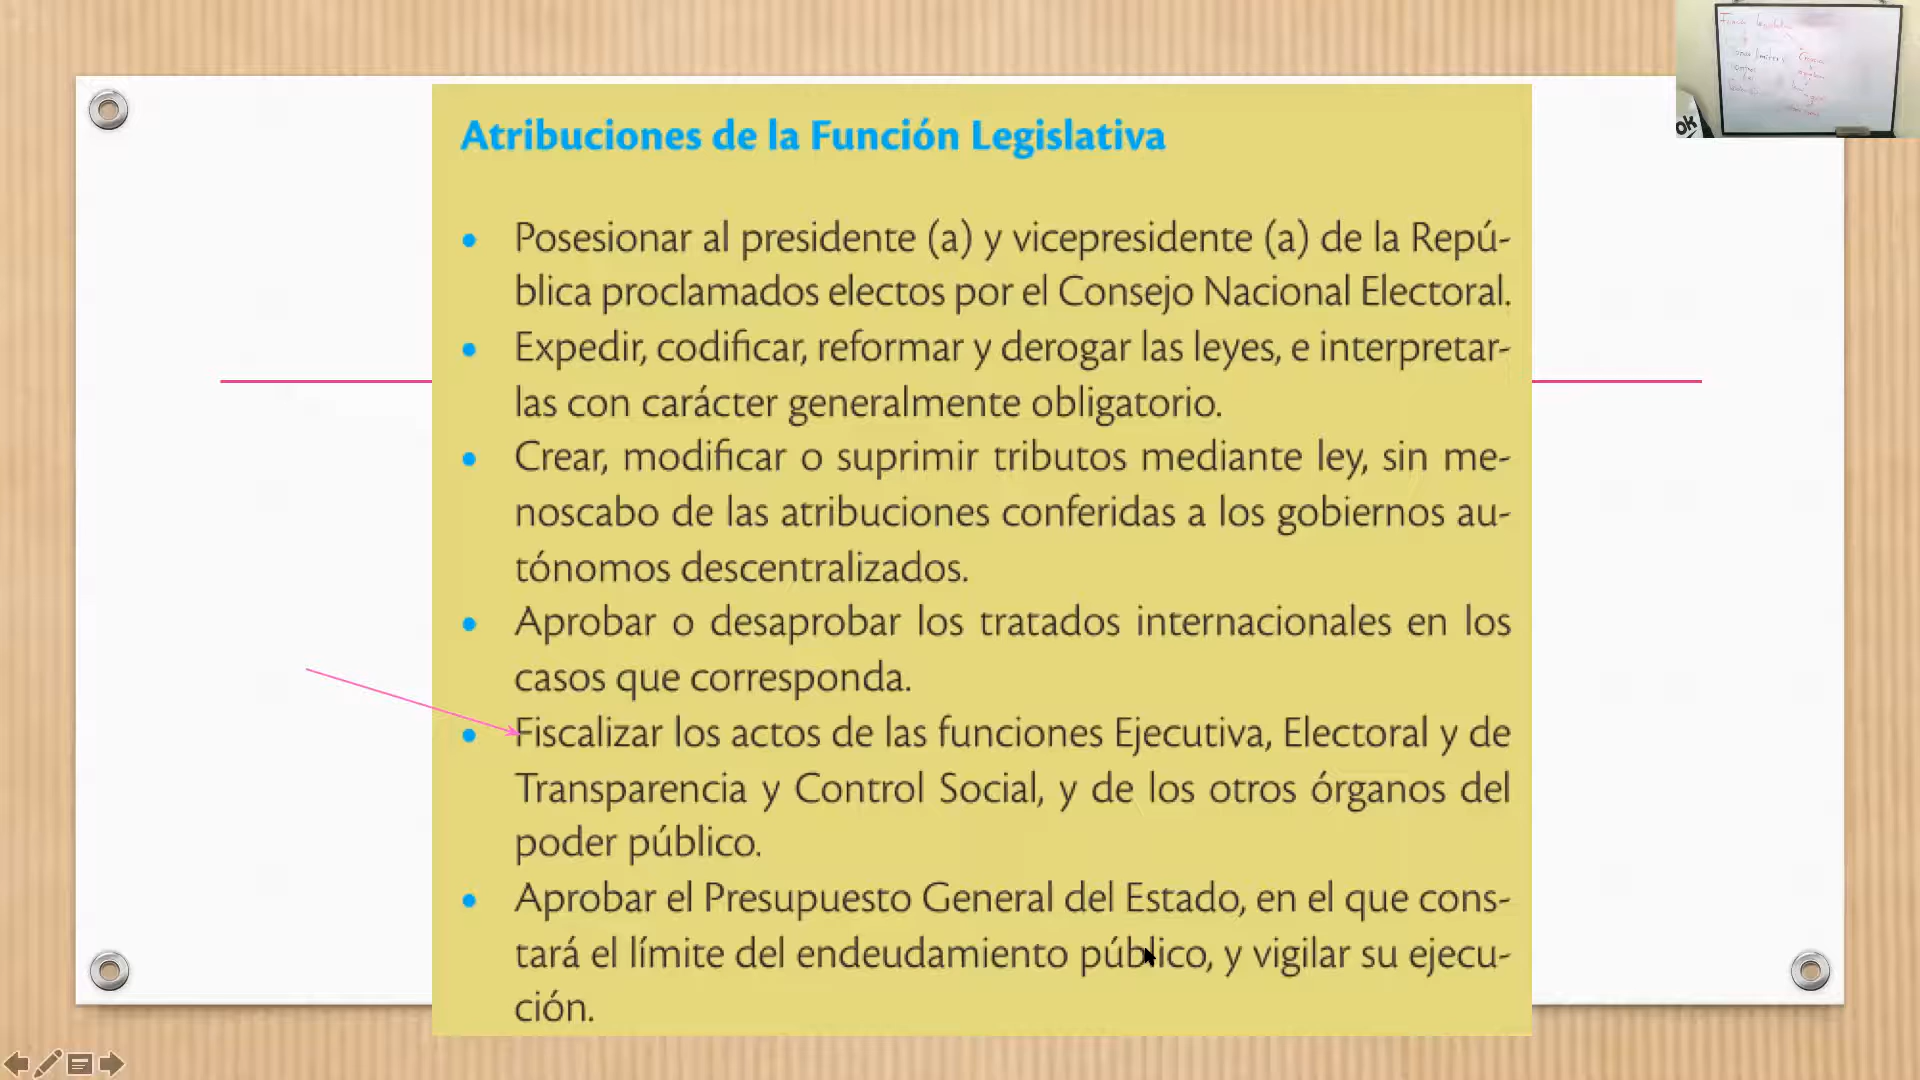 Atribuciones de la Función Legislativa
• Posesionar al presidente (a) y vicepresidente (a) de la Repú-
blica proclamados electos por el Consejo Nacional Electoral.
• Expedir, codificar, reformar y derogar las leyes, e interpretar-
las con carácter generalmente obligatorio.
• Crear, modificar o suprimir tributos mediante ley, sin me-
noscabo de las atribuciones conferidas a los gobiernos au-
tónomos descentralizados.
• Aprobar o desaprobar los tratados internacionales en los
casos que corresponda.
• Fiscalizar los actos de las funciones Ejecutiva, Electoral y de
Transparencia y Control Social, y de los otros órganos del
poder público.
• Aprobar el Presupuesto General del Estado, en el que cons-
tará el límite del endeudamiento público, y vigilar su ejecu-
ción.
ok